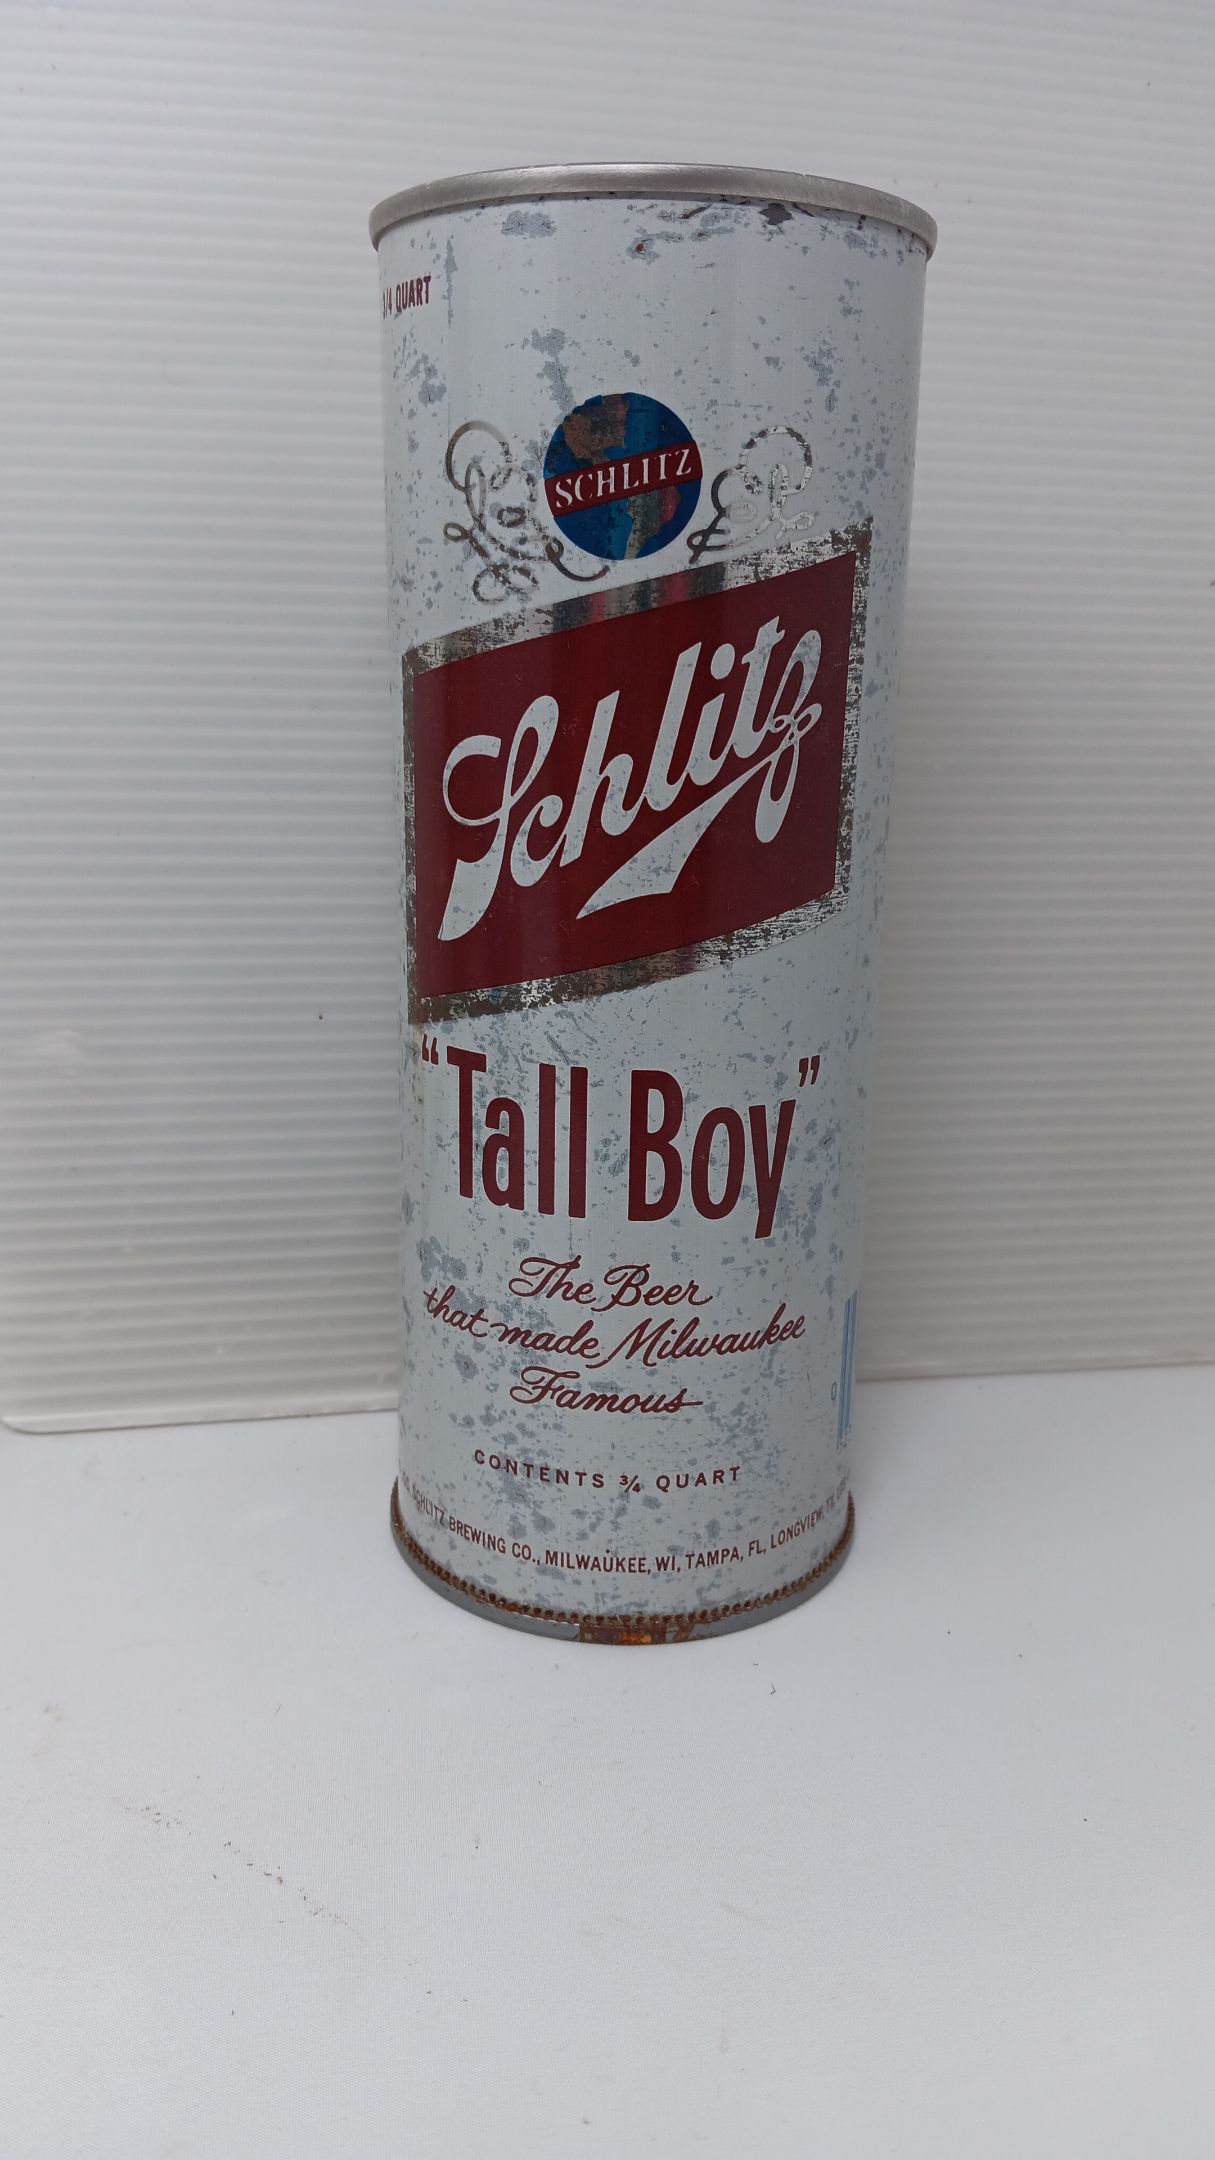 3/4 QUART
SCHLITZ
Schlitz
"Tall Boy"
The Beer
that made Milwaukee
Famous
CONTENTS ¾ QUART
SCHLITZ BREWING CO., MILWAUKEE, WI, TAMPA, FL, LONGVIEW, TX,